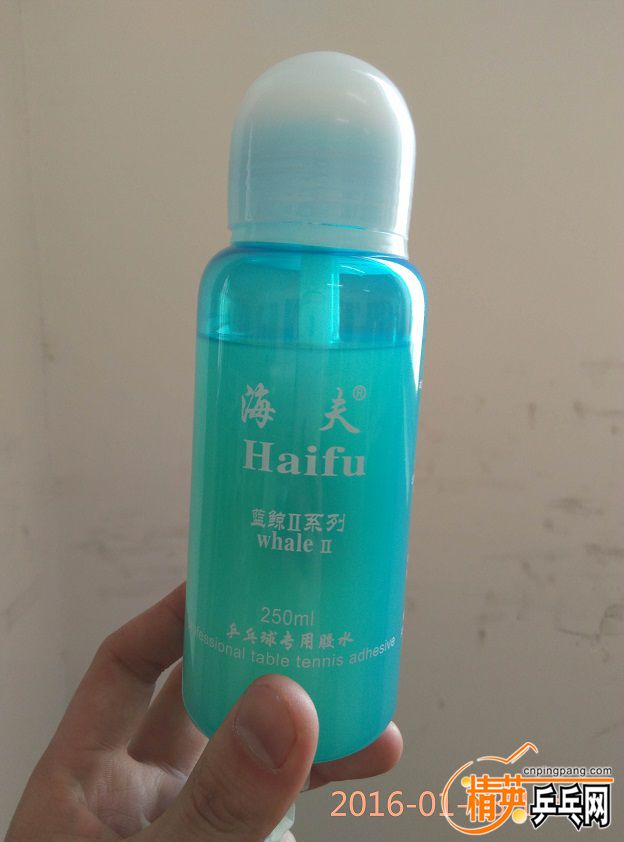 海夫®
Haifu
蓝鲸II系列
whale II
250ml
乒乓球专用胶水
professional table tennis adhesive
cnpingpang.com
精英乒乓网
2016-01-